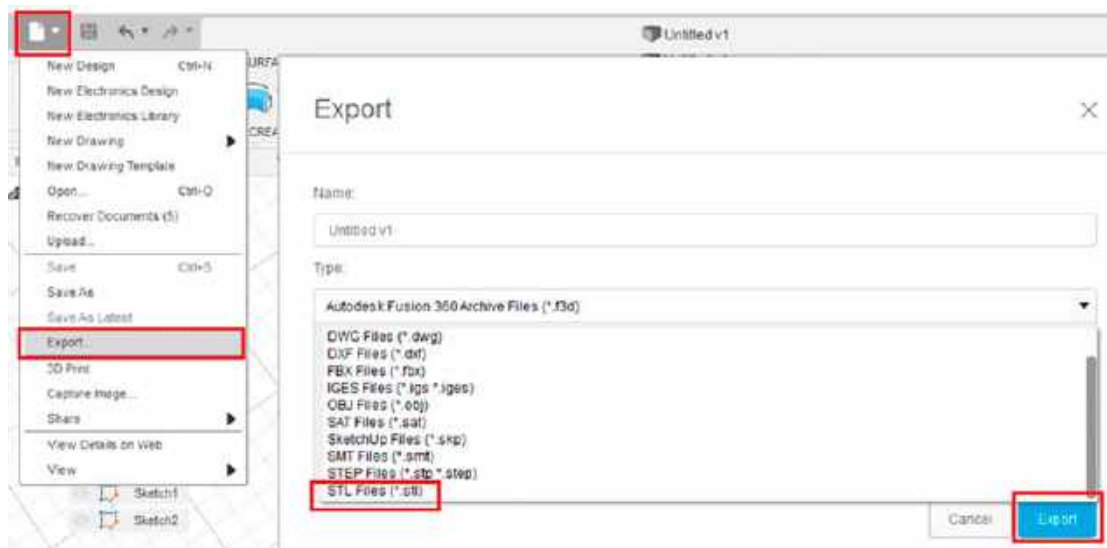 Untitled v1
New Design Ctrl+N
New Electronics Design
New Electronics Library
New Drawing
New Drawing Template
Open... Ctrl+O
Recover Documents (5)
Upload...
Save Ctrl+S
Save As
Save As Latest
Export...
3D Print
Capture Image...
Share
View Details on Web
View
Sketch1
Sketch2
URFA
CREA
Export
Name:
Untitled v1
Type:
Autodesk Fusion 360 Archive Files (*.f3d)
DWG Files (*.dwg)
DXF Files (*.dxf)
FBX Files (*.fbx)
IGES Files (*.igs *.iges)
OBJ Files (*.obj)
SAT Files (*.sat)
SketchUp Files (*.skp)
SMT Files (*.smt)
STEP Files (*.stp *.step)
STL Files (*.stl)
Cancel Export